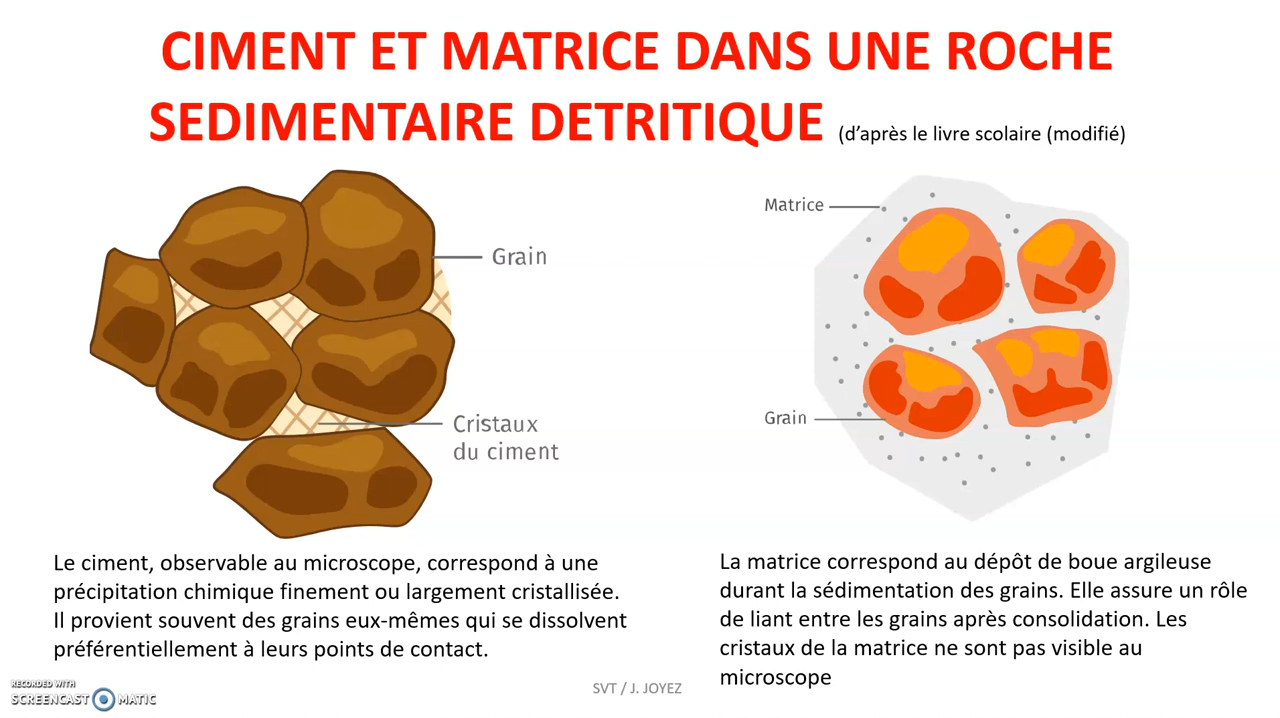 CIMENT ET MATRICE DANS UNE ROCHE
SEDIMENTAIRE DETRITIQUE (d'après le livre scolaire (modifié)
Grain
Cristaux
du ciment
Matrice
Grain
Le ciment, observable au microscope, correspond à une
précipitation chimique finement ou largement cristallisée.
Il provient souvent des grains eux-mêmes qui se dissolvent
préférentiellement à leurs points de contact.
La matrice correspond au dépôt de boue argileuse
durant la sédimentation des grains. Elle assure un rôle
de liant entre les grains après consolidation. Les
cristaux de la matrice ne sont pas visible au
microscope
SVT / J. JOYEZ
RECORDED WITH
SCREENCAST MATIC